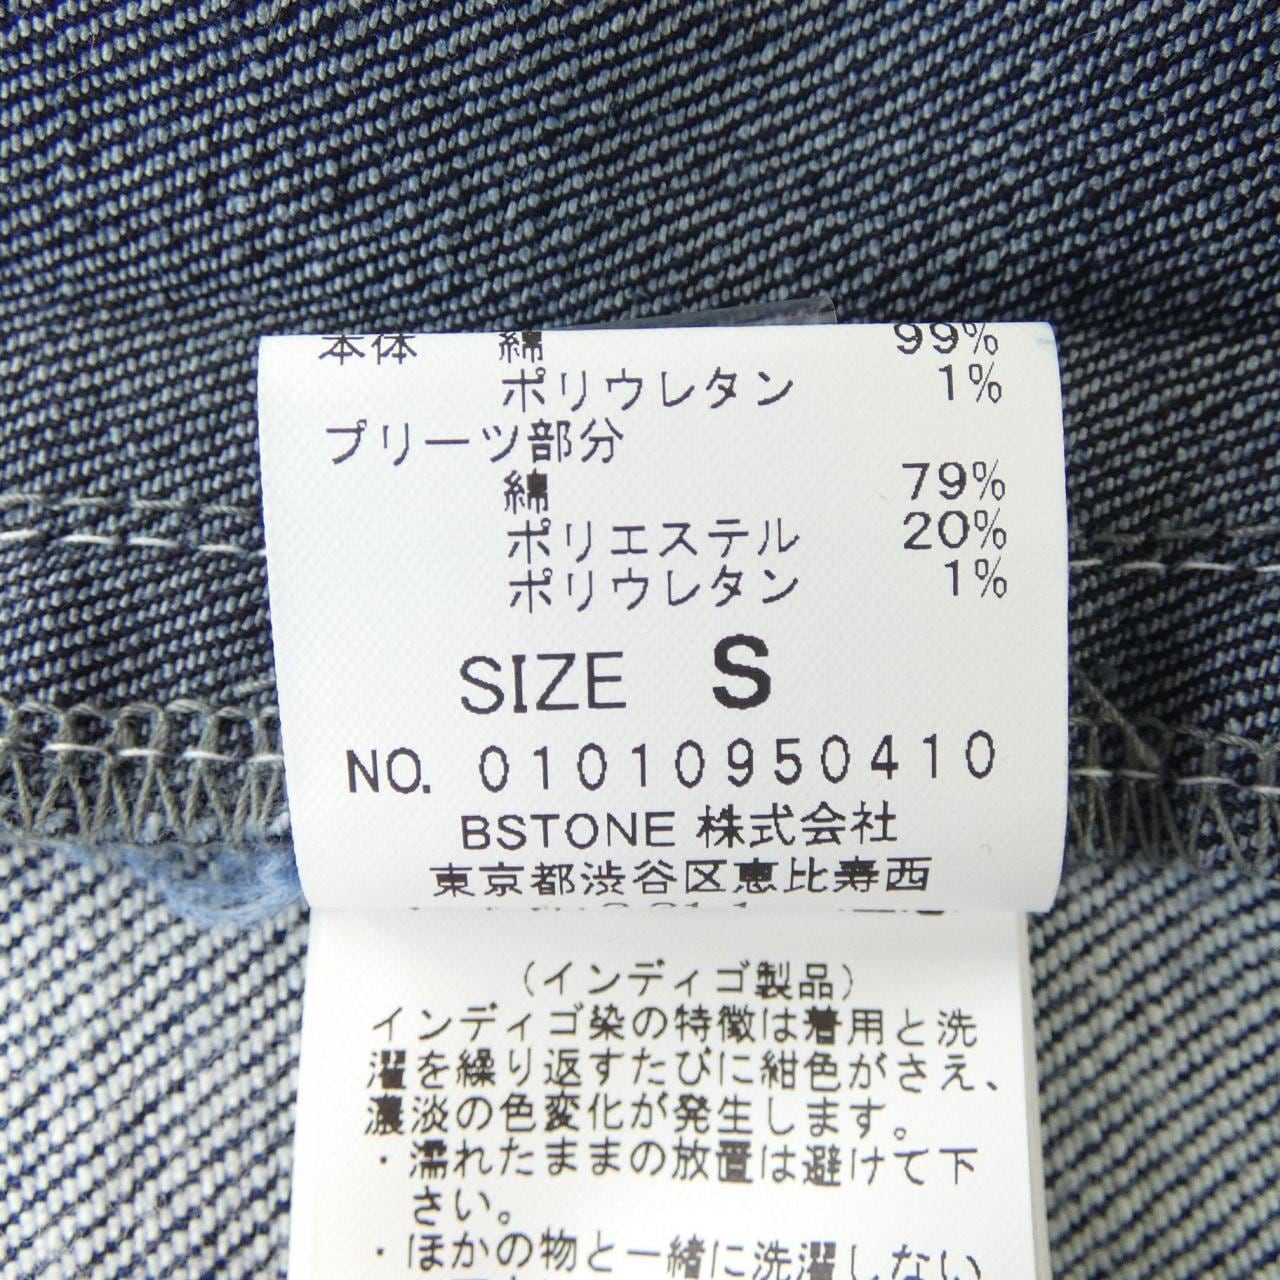 本体 綿 99%
ポリウレタン 1%
プリーツ部分
綿 79%
ポリエステル 20%
ポリウレタン 1%
SIZE S
NO. 01010950410
BSTONE 株式会社
東京都渋谷区恵比寿西
(インディゴ製品)
インディゴ染の特徴は着用と洗
濯を繰り返すたびに紺色がさえ、
濃淡の色変化が発生します。
・濡れたままの放置は避けて下
さい。
・ほかの物と一緒に洗濯しない